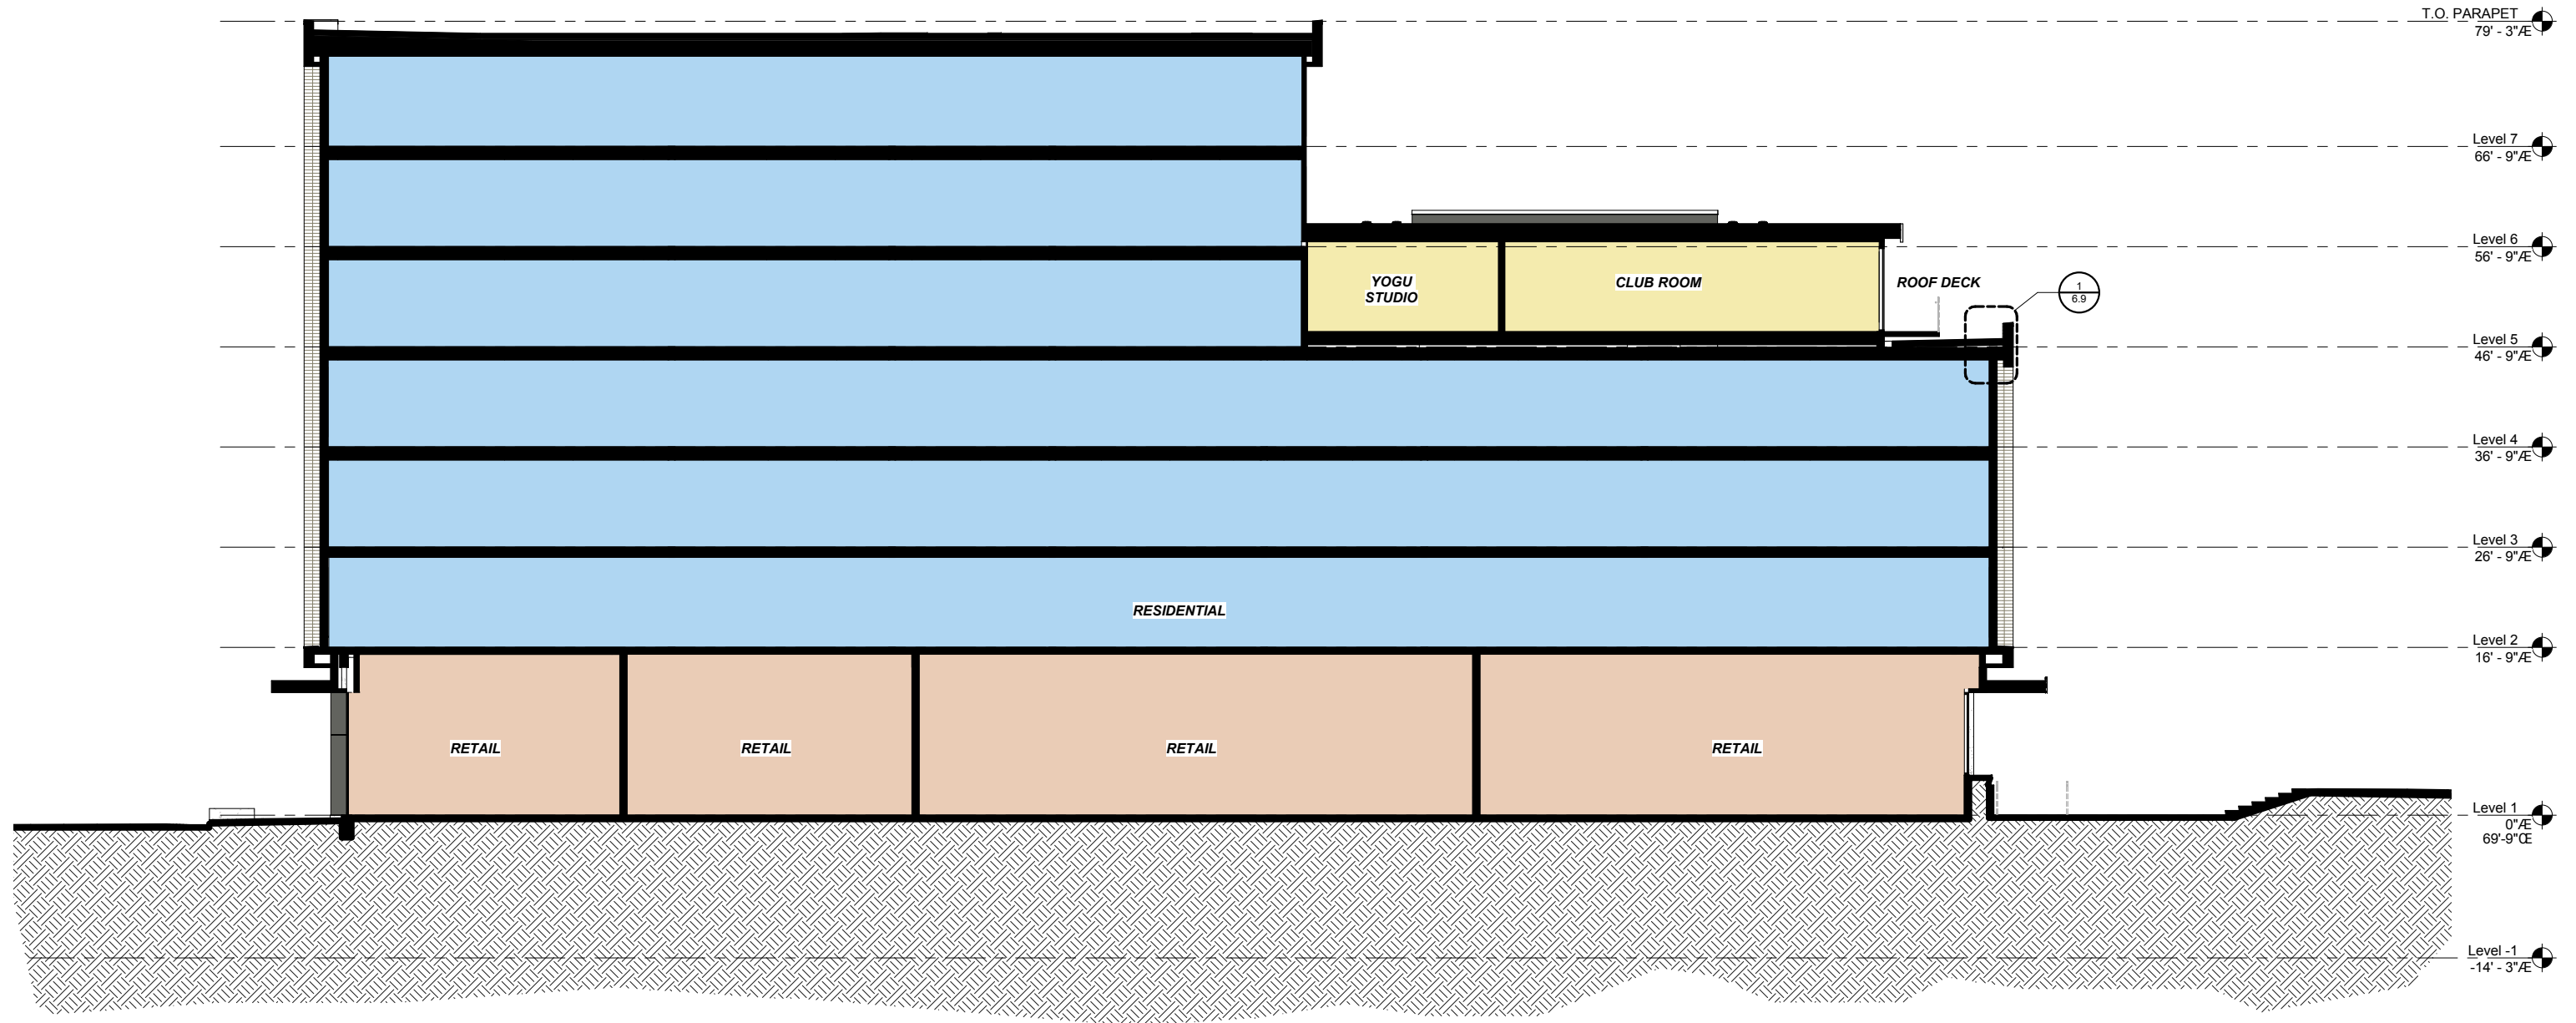 T.O. PARAPET
79' - 3"Æ
Level 7
66' - 9"Æ
Level 6
56' - 9"Æ
YOGU
STUDIO
CLUB ROOM
ROOF DECK
1
6.9
Level 5
46' - 9"Æ
Level 4
36' - 9"Æ
Level 3
26' - 9"Æ
RESIDENTIAL
Level 2
16' - 9"Æ
RETAIL
RETAIL
RETAIL
RETAIL
Level 1
0"Æ
69'-9"Œ
Level -1
-14' - 3"Æ